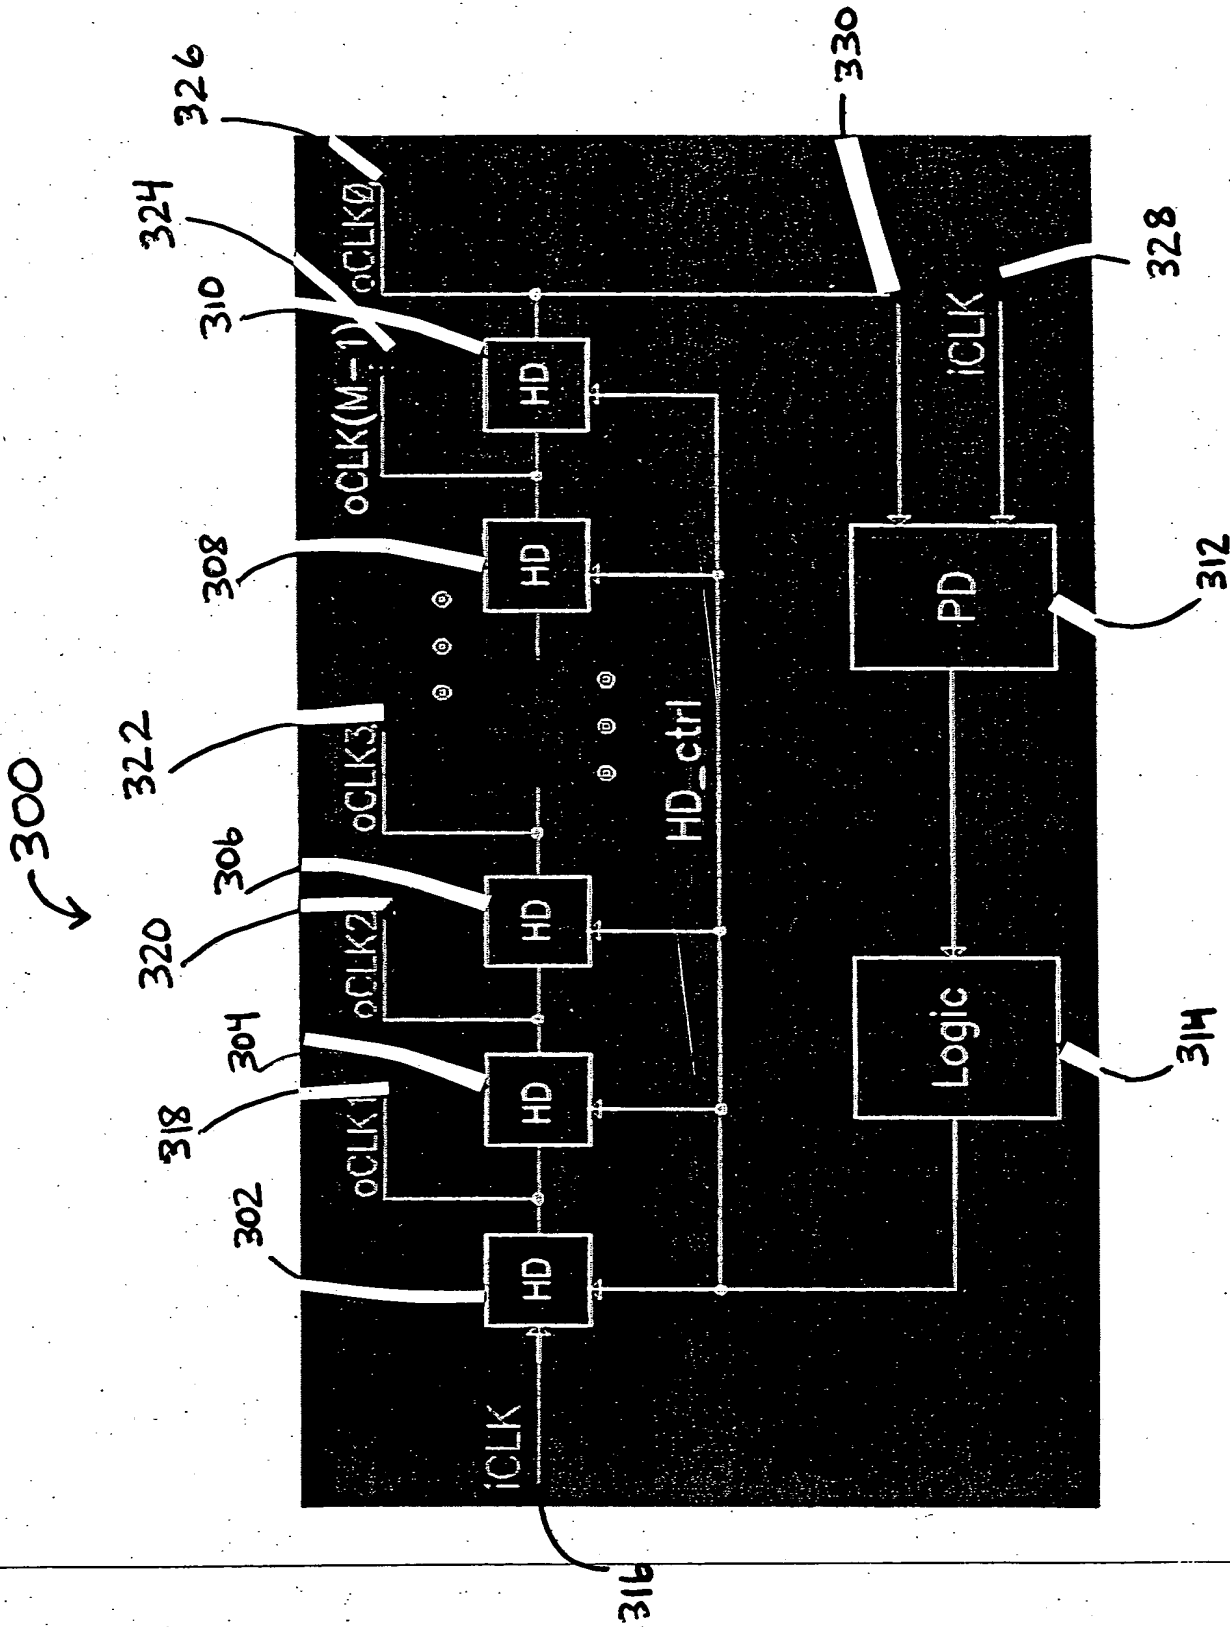 300
326
324
310
308
322
306
320
304
318
302
oCLK0
oCLK(M-1)
oCLK3
oCLK2
oCLK1
HD
HD
HD
HD
HD
iCLK
316
HD_ctrl
330
iCLK
328
PD
312
Logic
314